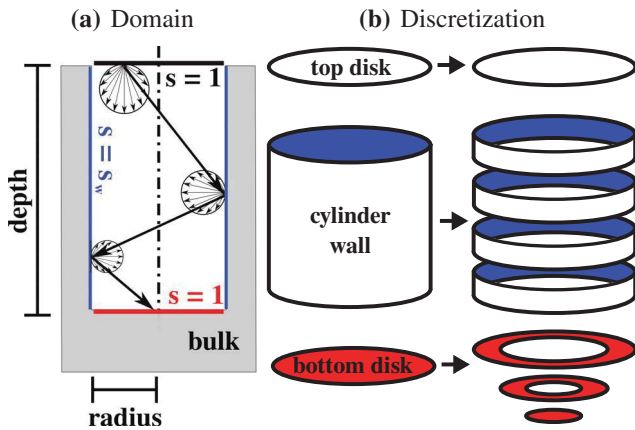 (a) Domain
s = 1
s = s_w
depth
s = 1
bulk
radius
(b) Discretization
top disk
cylinder
wall
bottom disk